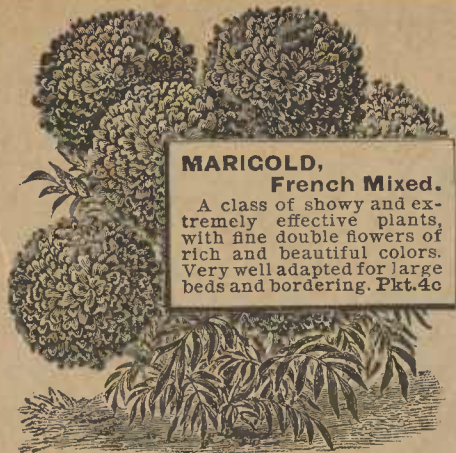 MARIGOLD,
French Mixed.
A class of showy and ex-
tremely effective plants,
with fine double flowers of
rich and beautiful colors.
Very well adapted for large
beds and bordering. Pkt.4c